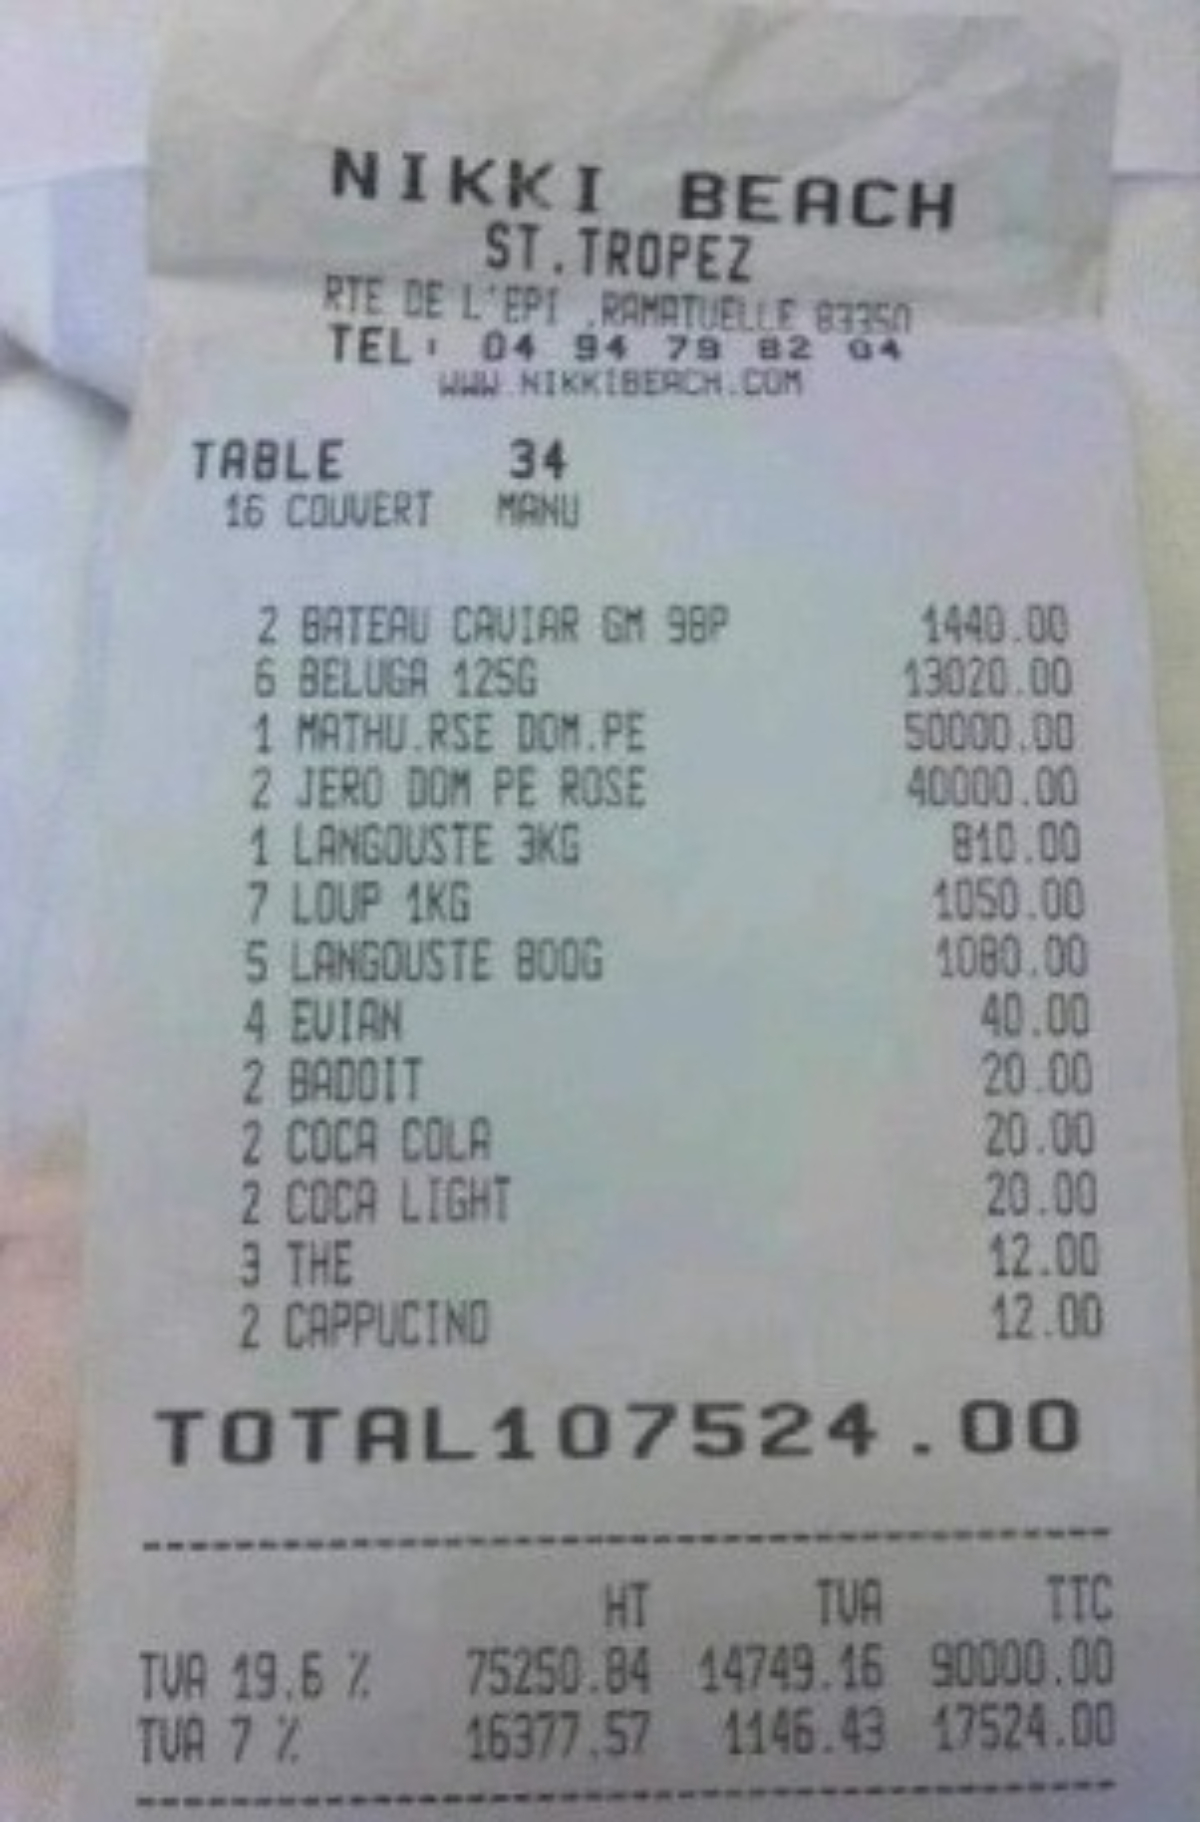 NIKKI BEACH
ST.TROPEZ
RTE DE L'EPI ,RAMATUELLE 83350
TEL: 04 94 79 82 04
WWW.NIKKIBEACH.COM
TABLE 34
16 COUVERT MANU
2 BATEAU CAVIAR GM 98P 1440.00
6 BELUGA 125G 13020.00
1 MATHU.RSE DOM.PE 50000.00
2 JERO DOM PE ROSE 40000.00
1 LANGOUSTE 3KG 810.00
7 LOUP 1KG 1050.00
5 LANGOUSTE 800G 1080.00
4 EVIAN 40.00
2 BADOIT 20.00
2 COCA COLA 20.00
2 COCA LIGHT 20.00
3 THE 12.00
2 CAPPUCINO 12.00
TOTAL107524.00
HT TVA TTC
TVA 19.6 % 75250.84 14749.16 90000.00
TVA 7 % 16377.57 1146.43 17524.00